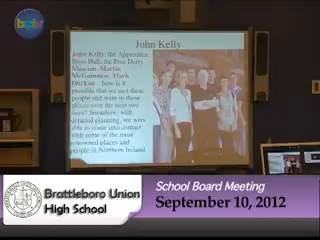 John Kelly
John Kelly, the Apprentice
Boys Hall, the Free Derry
Museum, Martin
McGuinness, Mark
Durkan
how is it
possible that we met these
people and went to these
places over the next two
days? Somehow, with
detailed planning, we were
able to come into contact
with some of the most
renowned places and
people in Northern Ireland
Brattleboro Union
High School
School Board Meeting
September 10, 2012